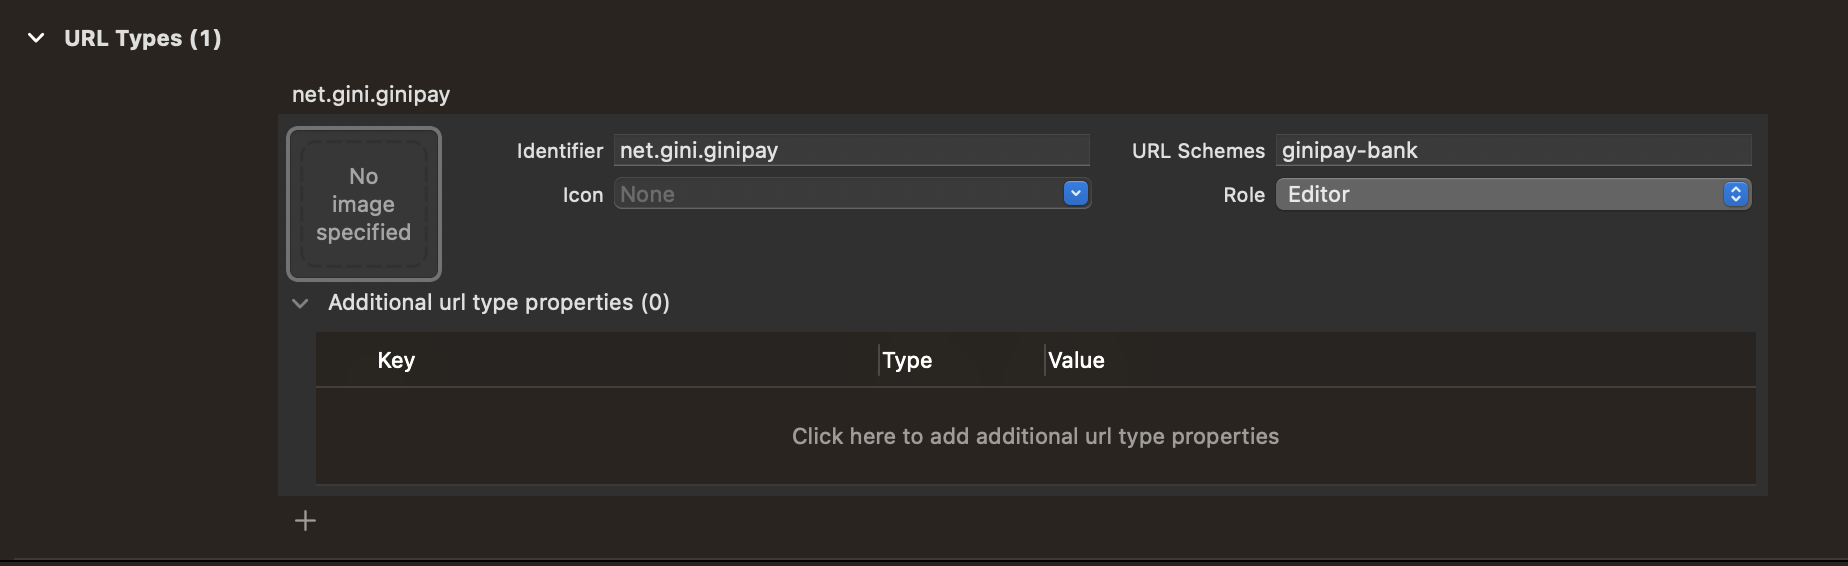 URL Types (1)
net.gini.ginipay
No
image
specified
Identifier net.gini.ginipay URL Schemes ginipay-bank
Icon None Role Editor
Additional url type properties (0)
Key Type Value
Click here to add additional url type properties